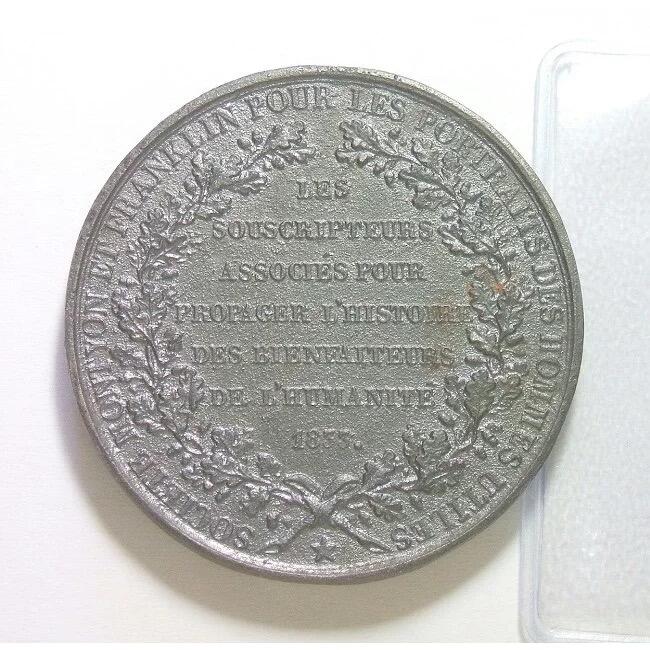 SOCIÉTÉ MONTYON ET FRANKLIN POUR LES PORTRAITS DES HOMMES UTILES
LES
SOUSCRIPTEURS
ASSOCIÉS POUR
PROPAGER L'HISTOIRE
DES BIENFAITEURS
DE L'HUMANITÉ
1833.